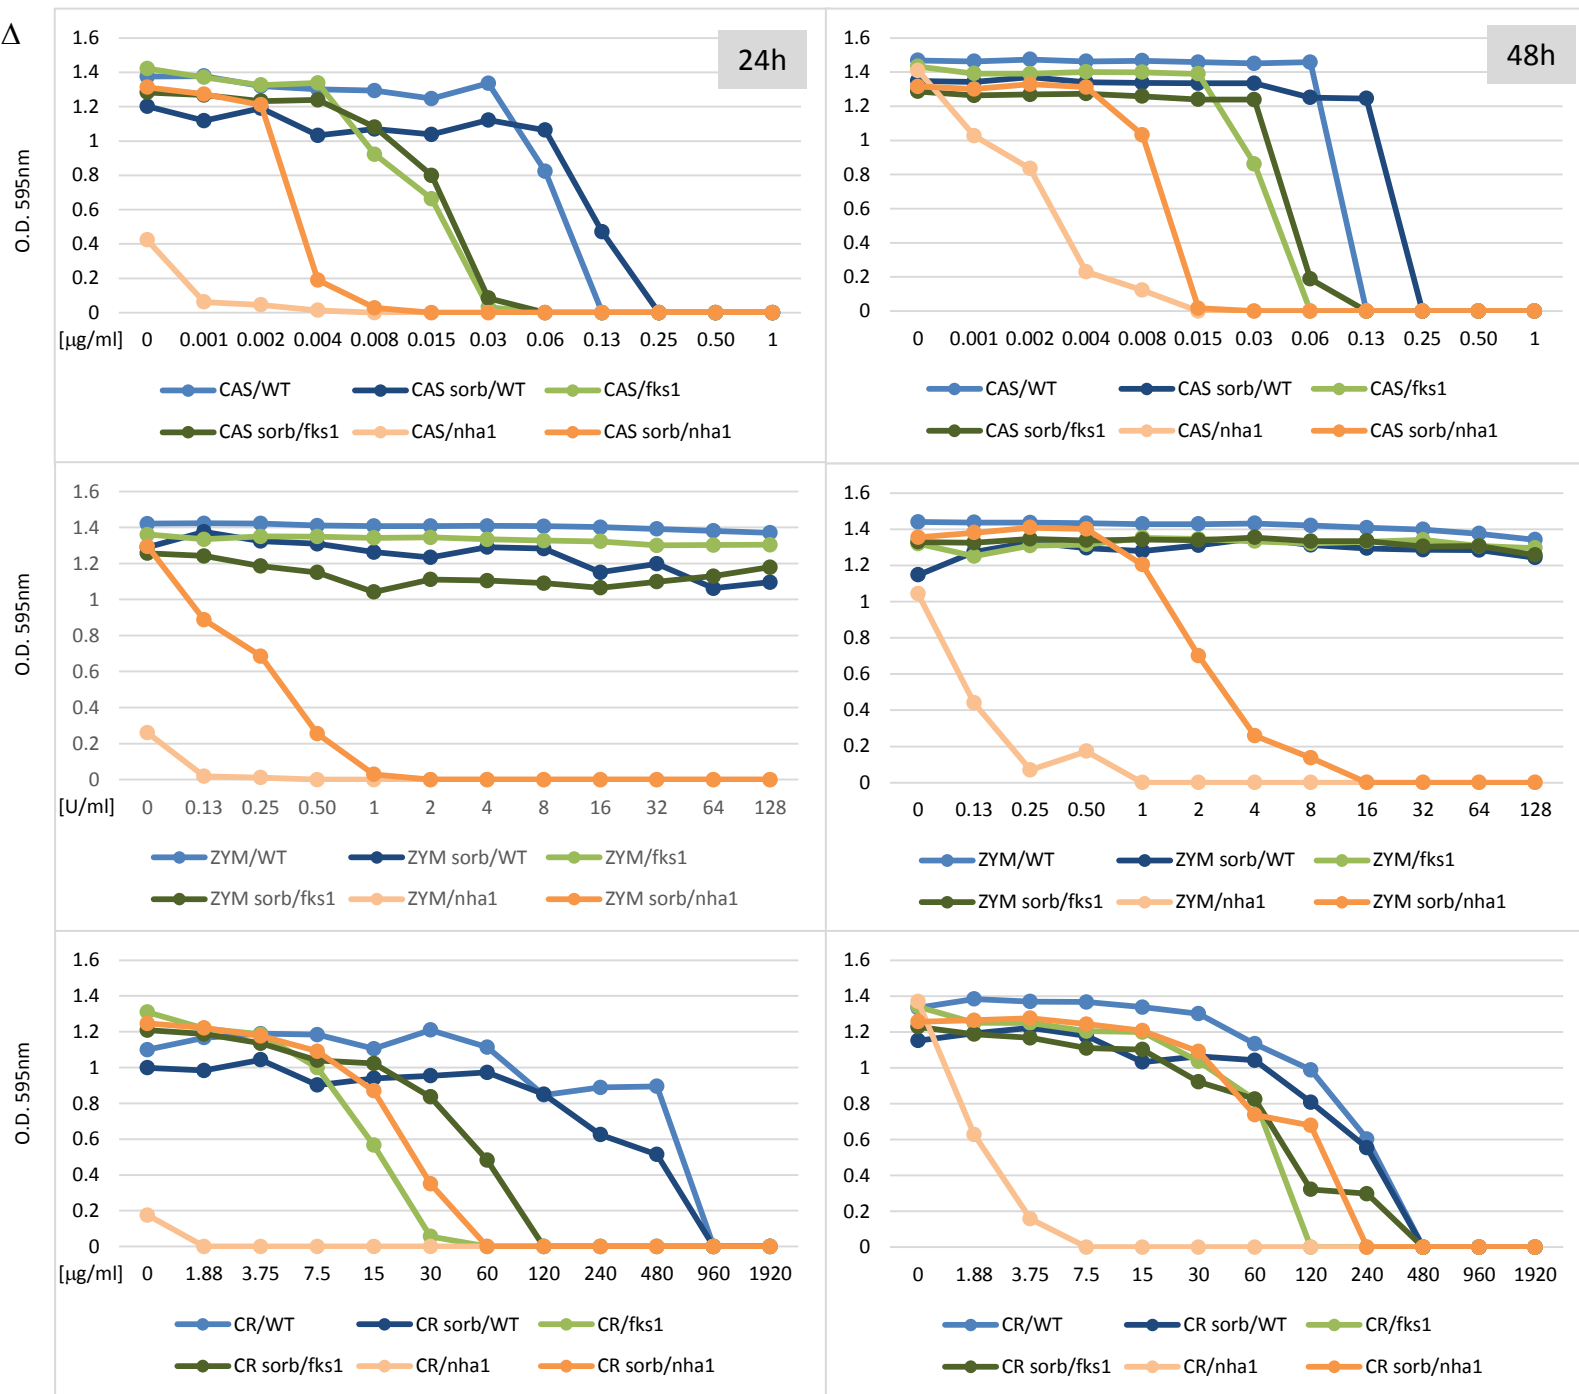 Δ
24h
48h
O.D. 595nm
1.6
1.4
1.2
1
0.8
0.6
0.4
0.2
0
[µg/ml] 0 0.001 0.002 0.004 0.008 0.015 0.03 0.06 0.13 0.25 0.50 1
CAS/WT CAS sorb/WT CAS/fks1
CAS sorb/fks1 CAS/nha1 CAS sorb/nha1
1.6
1.4
1.2
1
0.8
0.6
0.4
0.2
0
0 0.001 0.002 0.004 0.008 0.015 0.03 0.06 0.13 0.25 0.50 1
CAS/WT CAS sorb/WT CAS/fks1
CAS sorb/fks1 CAS/nha1 CAS sorb/nha1
O.D. 595nm
1.6
1.4
1.2
1
0.8
0.6
0.4
0.2
0
[U/ml] 0 0.13 0.25 0.50 1 2 4 8 16 32 64 128
ZYM/WT ZYM sorb/WT ZYM/fks1
ZYM sorb/fks1 ZYM/nha1 ZYM sorb/nha1
1.6
1.4
1.2
1
0.8
0.6
0.4
0.2
0
0 0.13 0.25 0.50 1 2 4 8 16 32 64 128
ZYM/WT ZYM sorb/WT ZYM/fks1
ZYM sorb/fks1 ZYM/nha1 ZYM sorb/nha1
O.D. 595nm
1.6
1.4
1.2
1
0.8
0.6
0.4
0.2
0
[µg/ml] 0 1.88 3.75 7.5 15 30 60 120 240 480 960 1920
CR/WT CR sorb/WT CR/fks1
CR sorb/fks1 CR/nha1 CR sorb/nha1
1.6
1.4
1.2
1
0.8
0.6
0.4
0.2
0
0 1.88 3.75 7.5 15 30 60 120 240 480 960 1920
CR/WT CR sorb/WT CR/fks1
CR sorb/fks1 CR/nha1 CR sorb/nha1